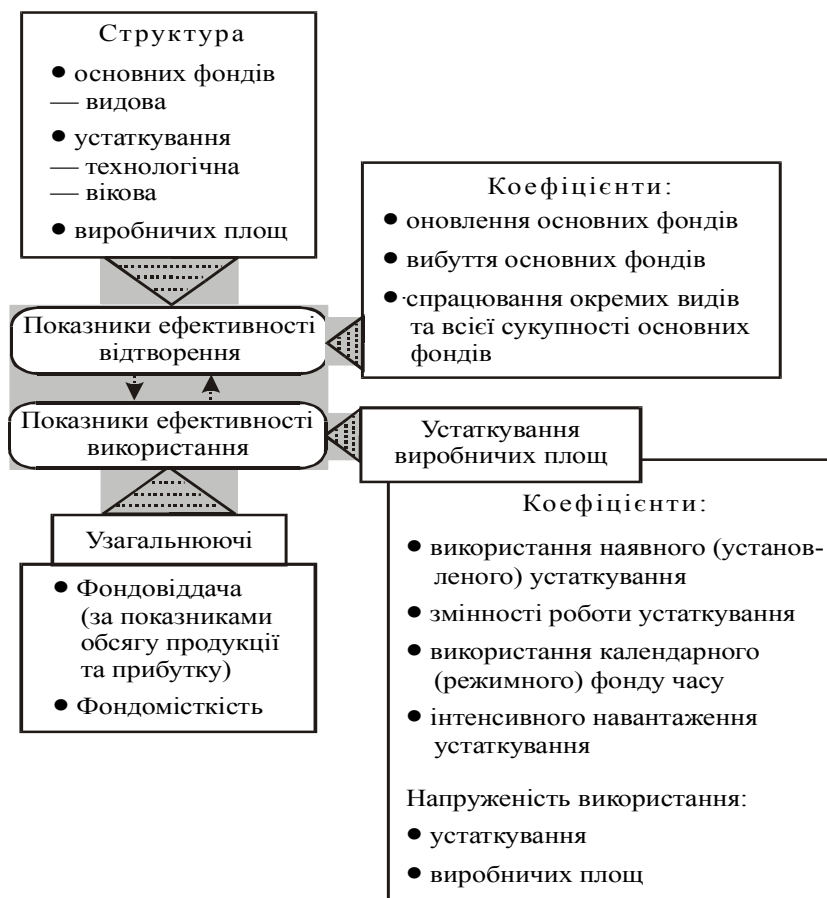 Структура
● основних фондів
— видова
● устаткування
— технологічна
— вікова
● виробничих площ
Коефіцієнти:
● оновлення основних фондів
● вибуття основних фондів
● спрацювання окремих видів
та всієї сукупності основних
фондів
Показники ефективності
відтворення
Показники ефективності
використання
Устаткування
виробничих площ
Коефіцієнти:
● використання наявного (установ-
леного) устаткування
● змінності роботи устаткування
● використання календарного
(режимного) фонду часу
● інтенсивного навантаження
устаткування
Напруженість використання:
● устаткування
● виробничих площ
Узагальнюючі
● Фондовіддача
(за показниками
обсягу продукції
та прибутку)
● Фондомісткість